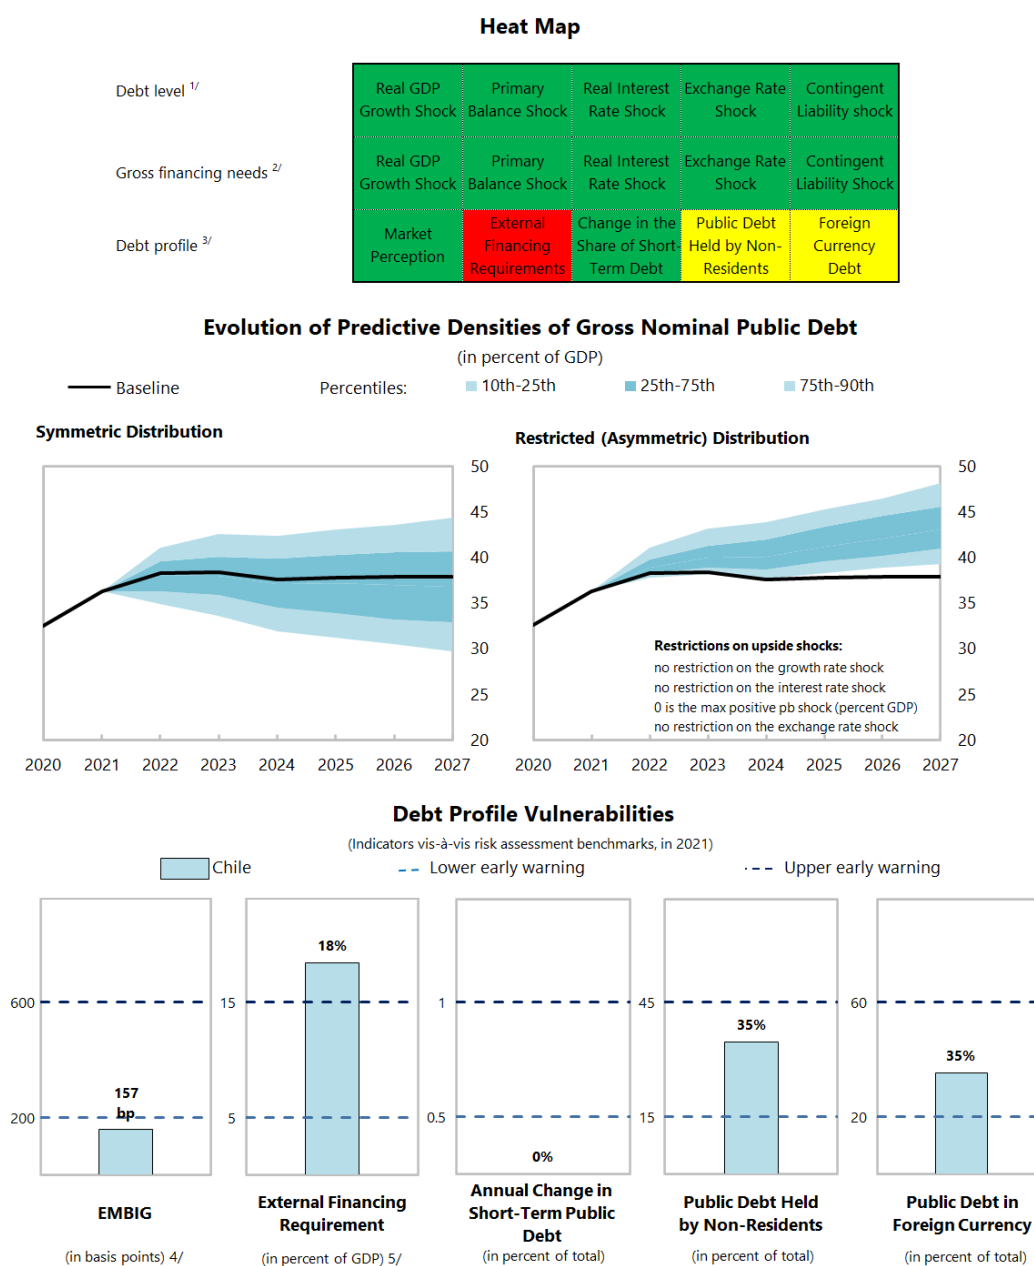 Heat Map
Debt level 1/
Real GDP Growth Shock
Primary Balance Shock
Real Interest Rate Shock
Exchange Rate Shock
Contingent Liability shock
Gross financing needs 2/
Real GDP Growth Shock
Primary Balance Shock
Real Interest Rate Shock
Exchange Rate Shock
Contingent Liability Shock
Debt profile 3/
Market Perception
External Financing Requirements
Change in the Share of Short-Term Debt
Public Debt Held by Non-Residents
Foreign Currency Debt
Evolution of Predictive Densities of Gross Nominal Public Debt
(in percent of GDP)
Baseline
Percentiles:
10th-25th
25th-75th
75th-90th
Symmetric Distribution
50
45
40
35
30
25
20
2020 2021 2022 2023 2024 2025 2026 2027
Restricted (Asymmetric) Distribution
50
45
40
35
30
25
20
Restrictions on upside shocks:
no restriction on the growth rate shock
no restriction on the interest rate shock
0 is the max positive pb shock (percent GDP)
no restriction on the exchange rate shock
2020 2021 2022 2023 2024 2025 2026 2027
Debt Profile Vulnerabilities
(Indicators vis-à-vis risk assessment benchmarks, in 2021)
Chile
Lower early warning
Upper early warning
600
200
157
bp
EMBIG
(in basis points) 4/
18%
15
5
External Financing
Requirement
(in percent of GDP) 5/
1
0.5
0%
Annual Change in
Short-Term Public
Debt
(in percent of total)
45
15
35%
Public Debt Held
by Non-Residents
(in percent of total)
60
20
35%
Public Debt in
Foreign Currency
(in percent of total)